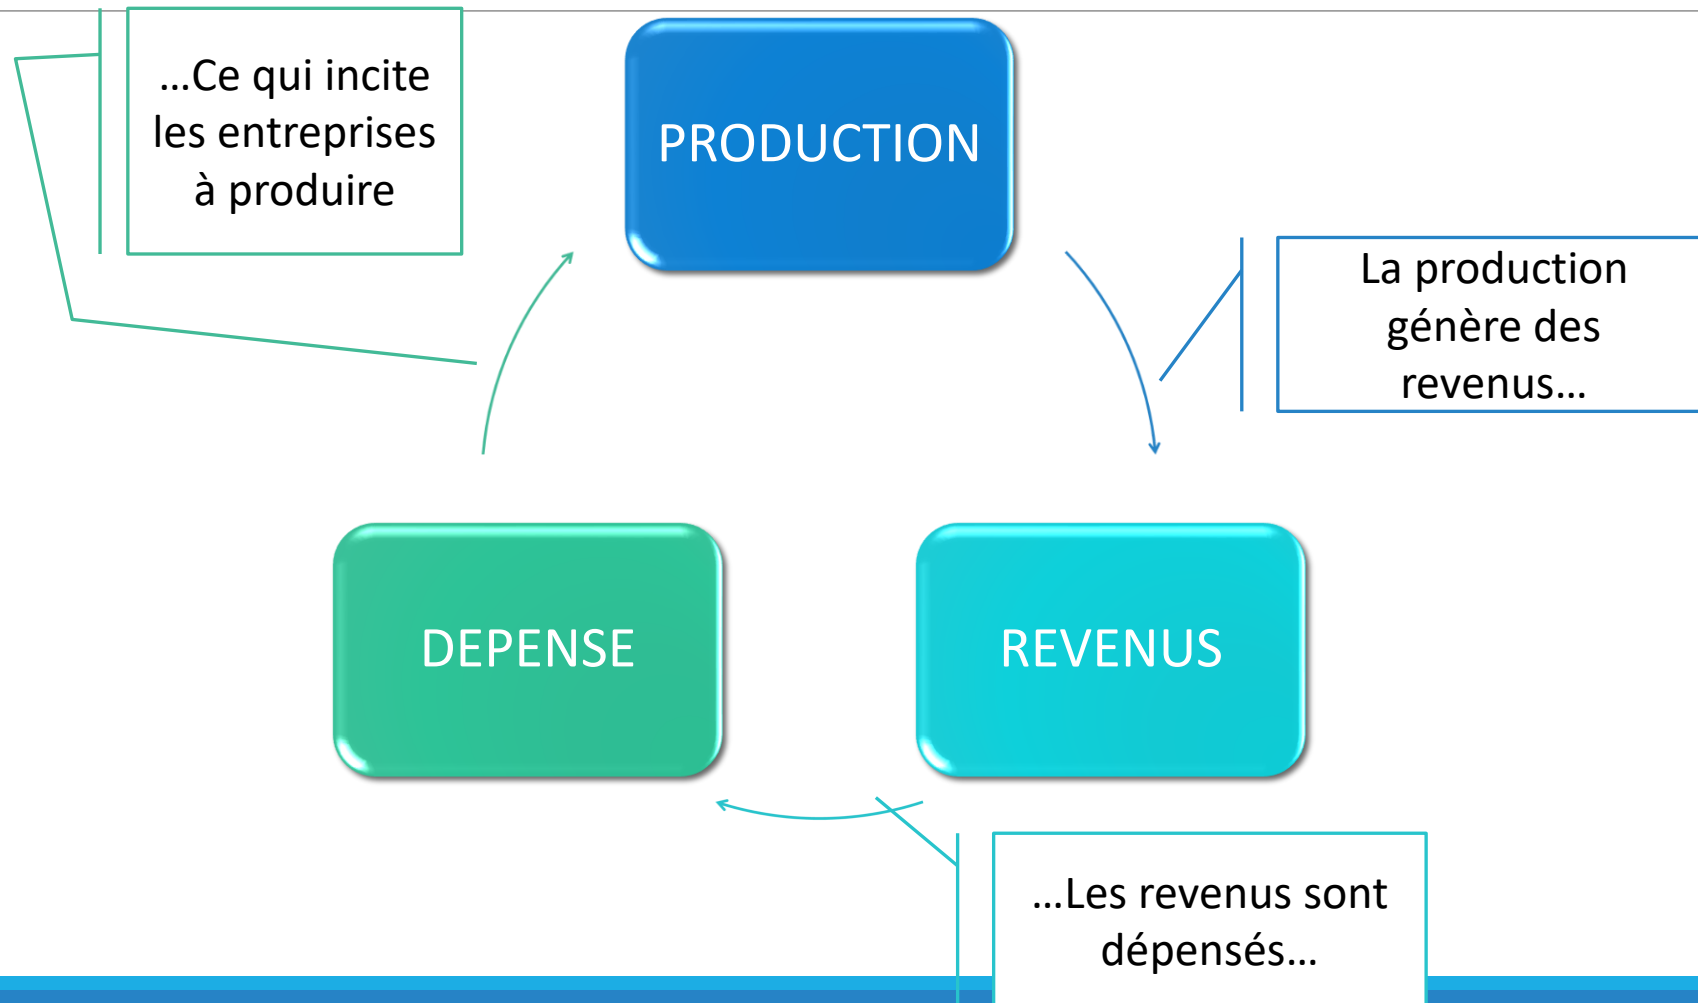 …Ce qui incite
les entreprises
à produire
PRODUCTION
La production
génère des
revenus…
DEPENSE
REVENUS
…Les revenus sont
dépensés…